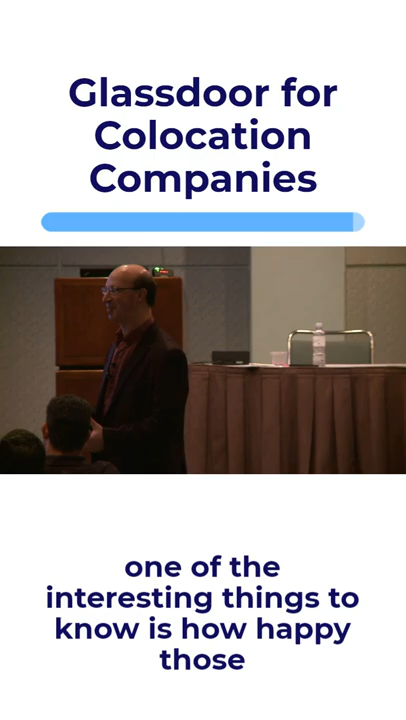 Glassdoor for
Colocation
Companies
one of the
interesting things to
know is how happy
those